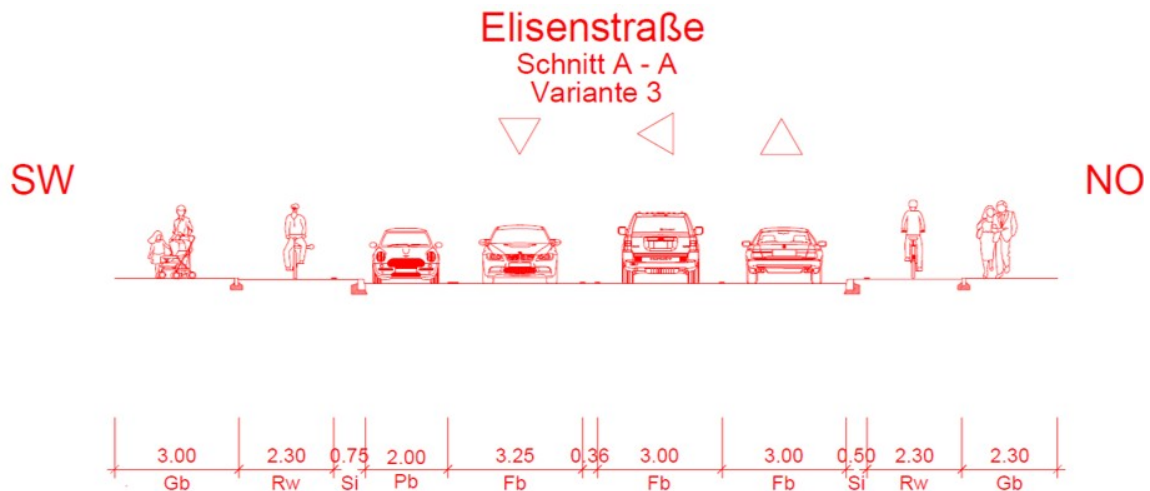 Elisenstraße
Schnitt A - A
Variante 3
SW NO
3.00 2.30 0.75 2.00 3.25 0.36 3.00 3.00 0.50 2.30 2.30
Gb Rw Si Pb Fb Fb Fb Si Rw Gb